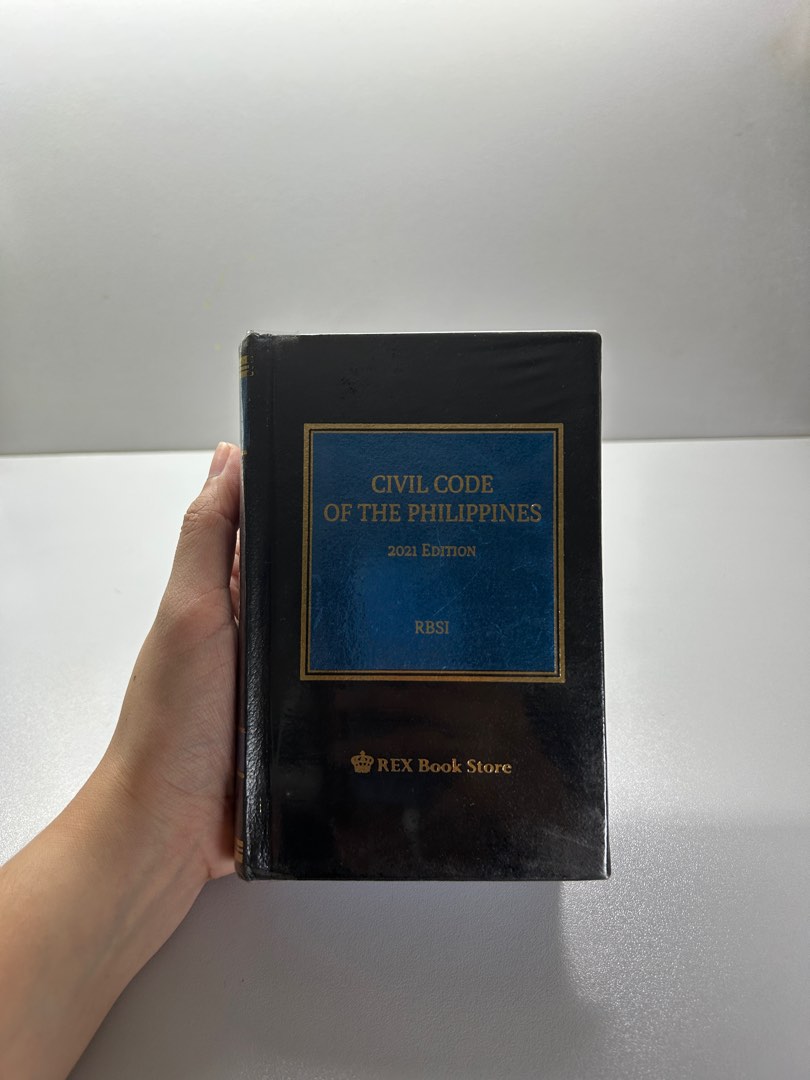 CIVIL CODE
OF THE PHILIPPINES
2021 EDITION
RBSI
REX Book Store